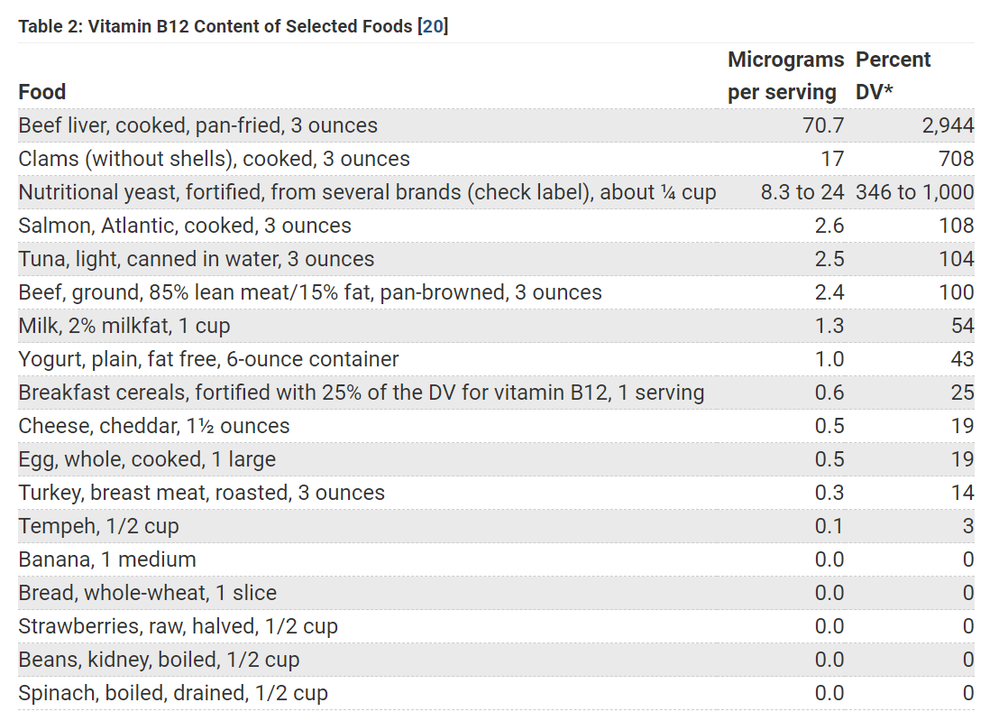 Table 2: Vitamin B12 Content of Selected Foods [20]
Food Micrograms per serving Percent DV*
Beef liver, cooked, pan-fried, 3 ounces 70.7 2,944
Clams (without shells), cooked, 3 ounces 17 708
Nutritional yeast, fortified, from several brands (check label), about ¼ cup 8.3 to 24 346 to 1,000
Salmon, Atlantic, cooked, 3 ounces 2.6 108
Tuna, light, canned in water, 3 ounces 2.5 104
Beef, ground, 85% lean meat/15% fat, pan-browned, 3 ounces 2.4 100
Milk, 2% milkfat, 1 cup 1.3 54
Yogurt, plain, fat free, 6-ounce container 1.0 43
Breakfast cereals, fortified with 25% of the DV for vitamin B12, 1 serving 0.6 25
Cheese, cheddar, 1½ ounces 0.5 19
Egg, whole, cooked, 1 large 0.5 19
Turkey, breast meat, roasted, 3 ounces 0.3 14
Tempeh, 1/2 cup 0.1 3
Banana, 1 medium 0.0 0
Bread, whole-wheat, 1 slice 0.0 0
Strawberries, raw, halved, 1/2 cup 0.0 0
Beans, kidney, boiled, 1/2 cup 0.0 0
Spinach, boiled, drained, 1/2 cup 0.0 0